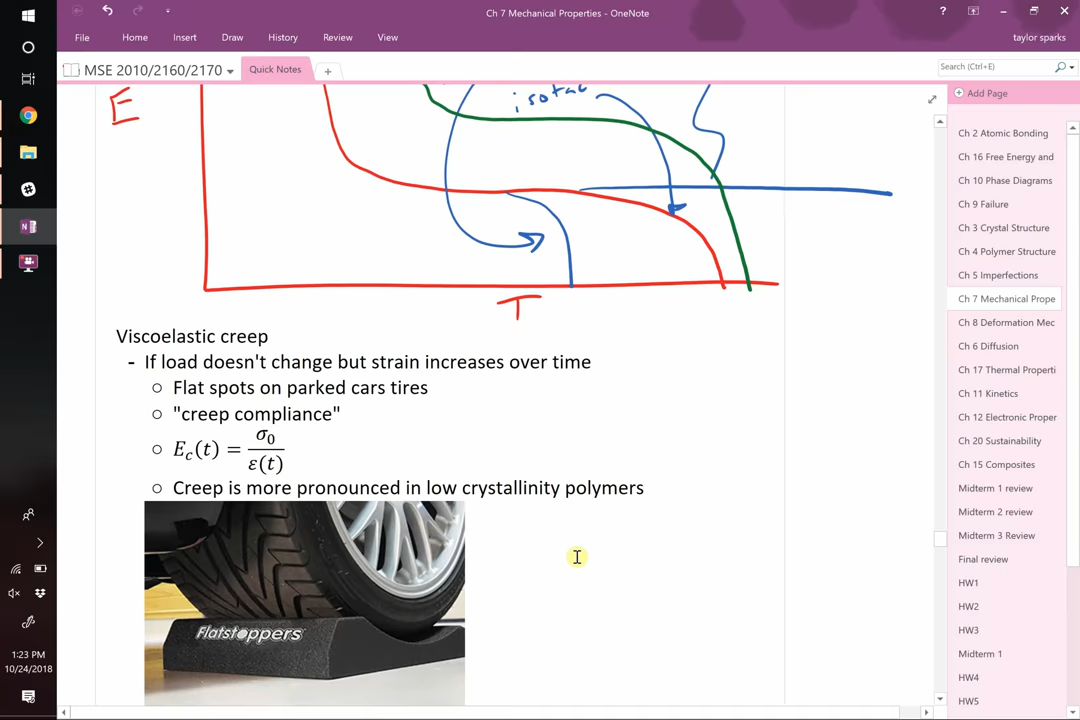 Ch 7 Mechanical Properties - OneNote
?
File Home Insert Draw History Review View
taylor sparks
MSE 2010/2160/2170
Quick Notes
+
Search (Ctrl+E)
E
isotac
T
Viscoelastic creep
- If load doesn't change but strain increases over time
○ Flat spots on parked cars tires
○ "creep compliance"
○ E_c(t) = σ_0 / ε(t)
○ Creep is more pronounced in low crystallinity polymers
Flatstoppers
Add Page
Ch 2 Atomic Bonding
Ch 16 Free Energy and
Ch 10 Phase Diagrams
Ch 9 Failure
Ch 3 Crystal Structure
Ch 4 Polymer Structure
Ch 5 Imperfections
Ch 7 Mechanical Prope
Ch 8 Deformation Mec
Ch 6 Diffusion
Ch 17 Thermal Properti
Ch 11 Kinetics
Ch 12 Electronic Proper
Ch 20 Sustainability
Ch 15 Composites
Midterm 1 review
Midterm 2 review
Midterm 3 Review
Final review
HW1
HW2
HW3
Midterm 1
HW4
HW5
1:23 PM
10/24/2018